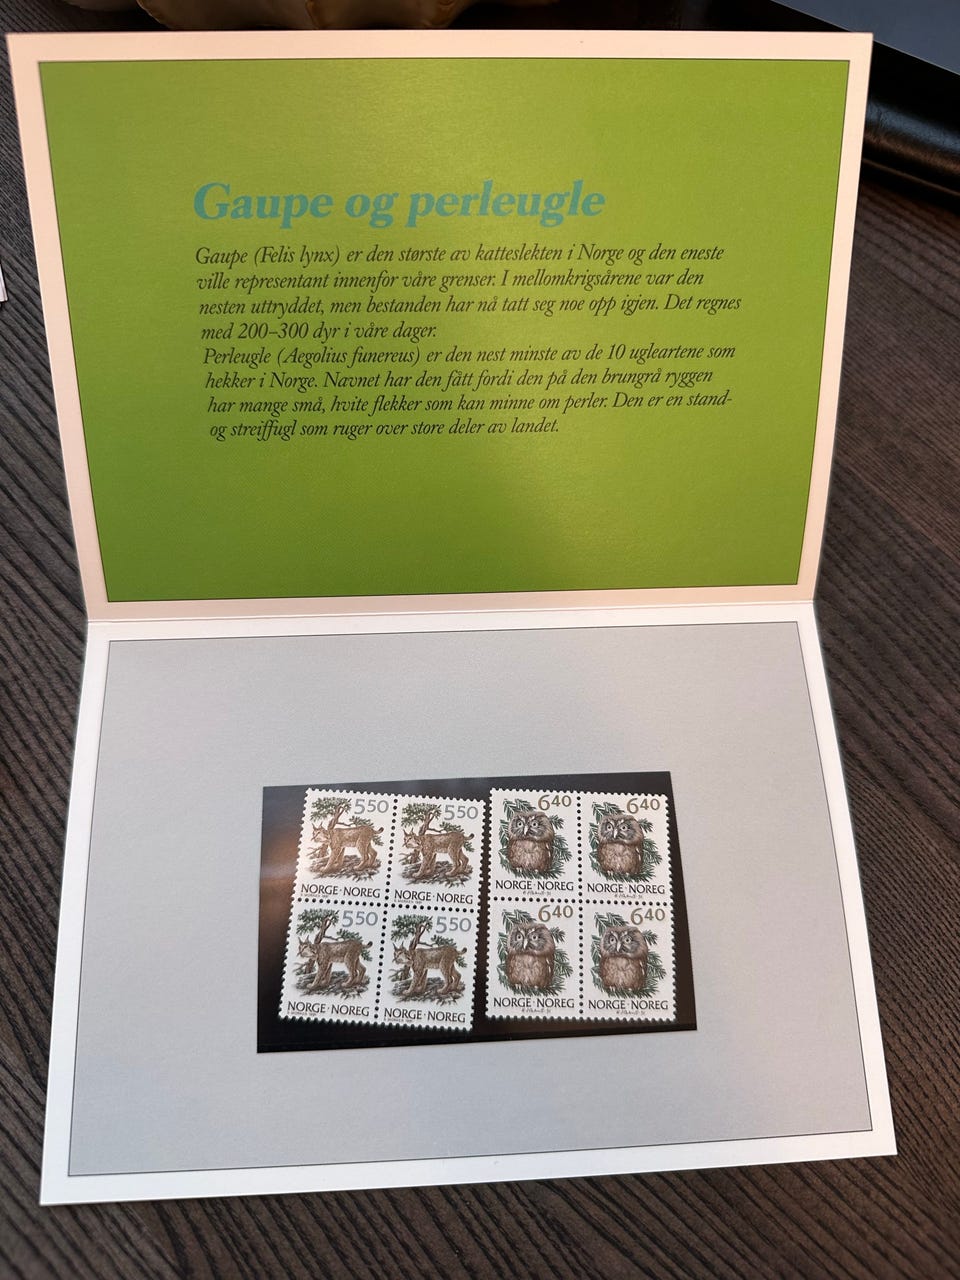 Gaupe og perleugle
Gaupe (Felis lynx) er den største av katteslekten i Norge og den eneste
ville representant innenfor våre grenser. I mellomkrigsårene var den
nesten uttryddet, men bestanden har nå tatt seg noe opp igjen. Det regnes
med 200–300 dyr i våre dager.
Perleugle (Aegolius funereus) er den nest minste av de 10 ugleartene som
hekker i Norge. Navnet har den fått fordi den på den brungrå ryggen
har mange små, hvite flekker som kan minne om perler. Den er en stand-
og streiffugl som ruger over store deler av landet.
550 550 640 640
NORGE·NOREG NORGE·NOREG NORGE·NOREG NORGE·NOREG
550 550 640 640
NORGE·NOREG NORGE·NOREG NORGE·NOREG NORGE·NOREG